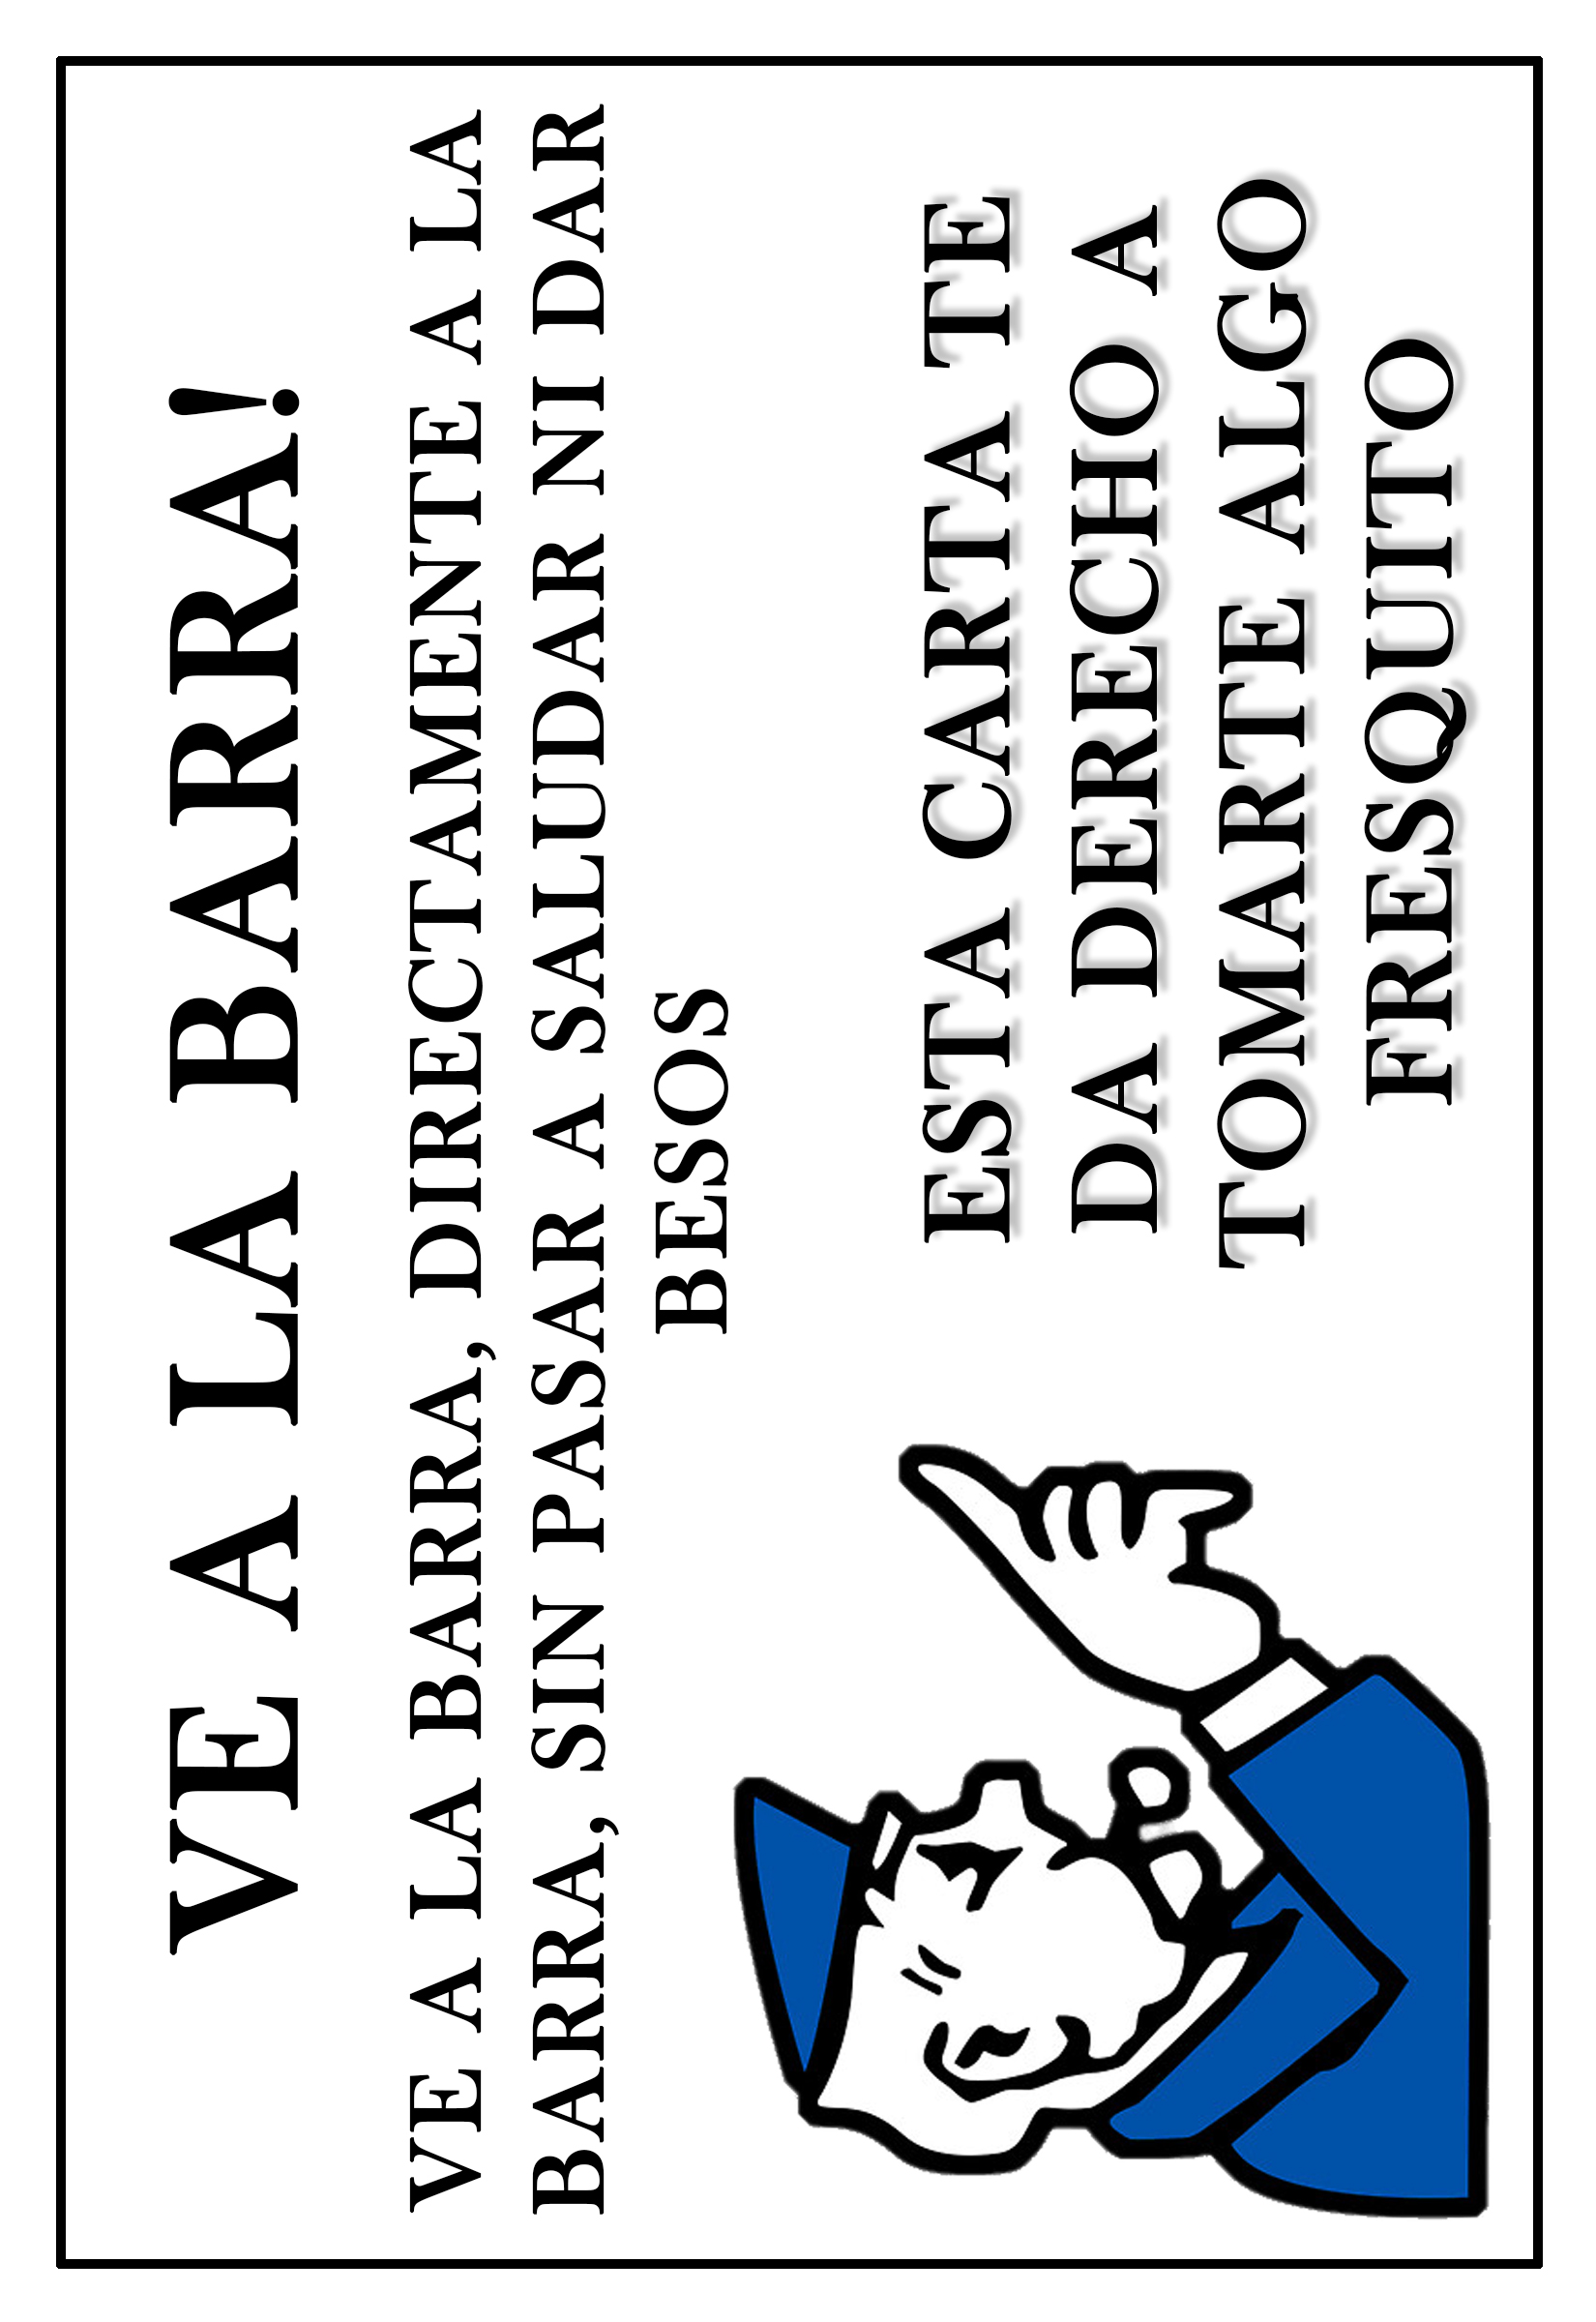 VE A LA BARRA!
VE A LA BARRA, DIRECTAMENTE A LA
BARRA, SIN PASAR A SALUDAR NI DAR
BESOS
ESTA CARTA TE
DA DERECHO A
TOMARTE ALGO
FRESQUITO